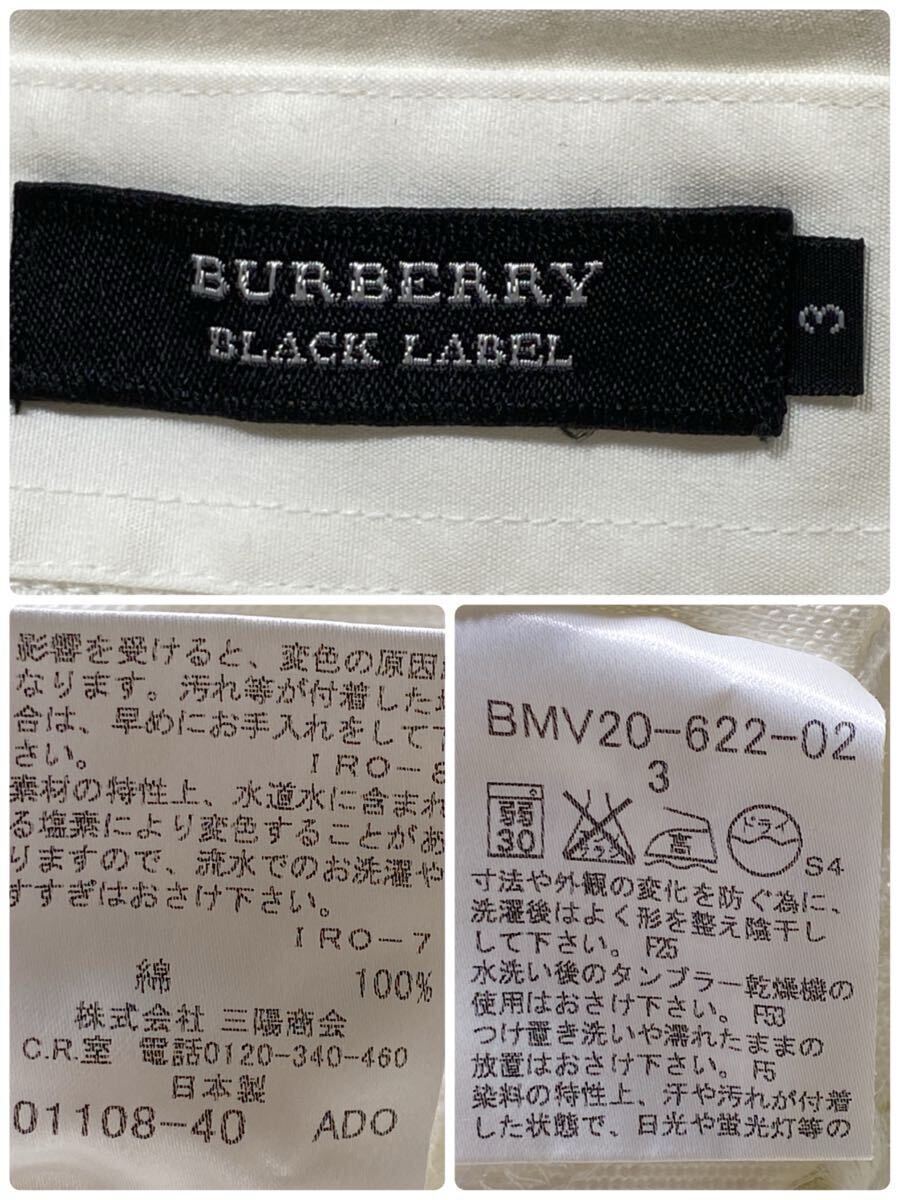 BURBERRY
BLACK LABEL
3
影響を受けると、変色の原因
なります。汚れ等が付着した
合は、早めにお手入れをして
さい。
IRO-8
素材の特性上、水道水に含まれ
る塩素により変色することがあ
りますので、流水でのお洗濯や
すすぎはおさけ下さい。
IRO-7
綿 100%
株式会社 三陽商会
C.R.室 電話0120-340-460
日本製
01108-40 ADO
BMV20-622-02
3
弱
30
エンソサラシ
高
ドライ
S4
寸法や外観の変化を防ぐ為に、
洗濯後はよく形を整え陰干し
して下さい。 F25
水洗い後のタンブラー乾燥機の
使用はおさけ下さい。 F53
つけ置き洗いや濡れたままの
放置はおさけ下さい。 F5
染料の特性上、汗や汚れが付着
した状態で、日光や蛍光灯等の